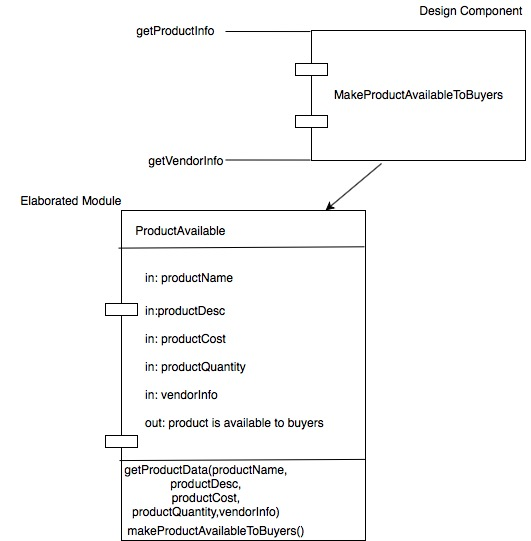 Design Component
getProductInfo
MakeProductAvailableToBuyers
getVendorInfo
Elaborated Module
ProductAvailable
in: productName
in:productDesc
in: productCost
in: productQuantity
in: vendorInfo
out: product is available to buyers
getProductData(productName,
productDesc,
productCost,
productQuantity,vendorInfo)
makeProductAvailableToBuyers()